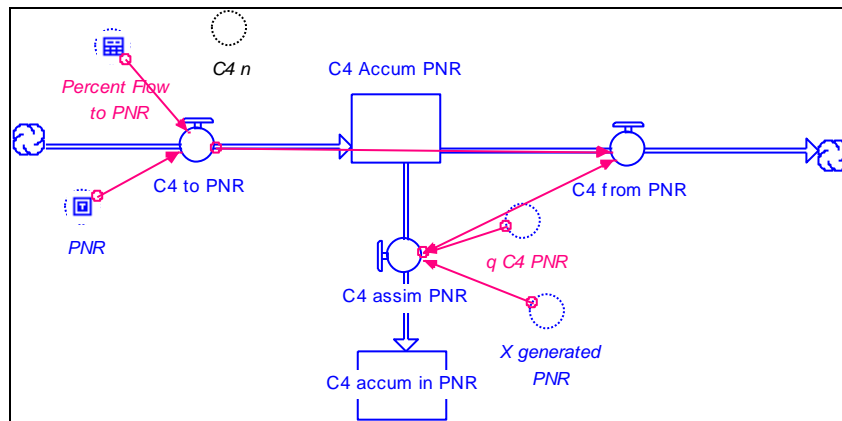 C4 n
C4 Accum PNR
Percent Flow
to PNR
C4 to PNR
C4 from PNR
PNR
q C4 PNR
C4 assim PNR
X generated
PNR
C4 accum in PNR